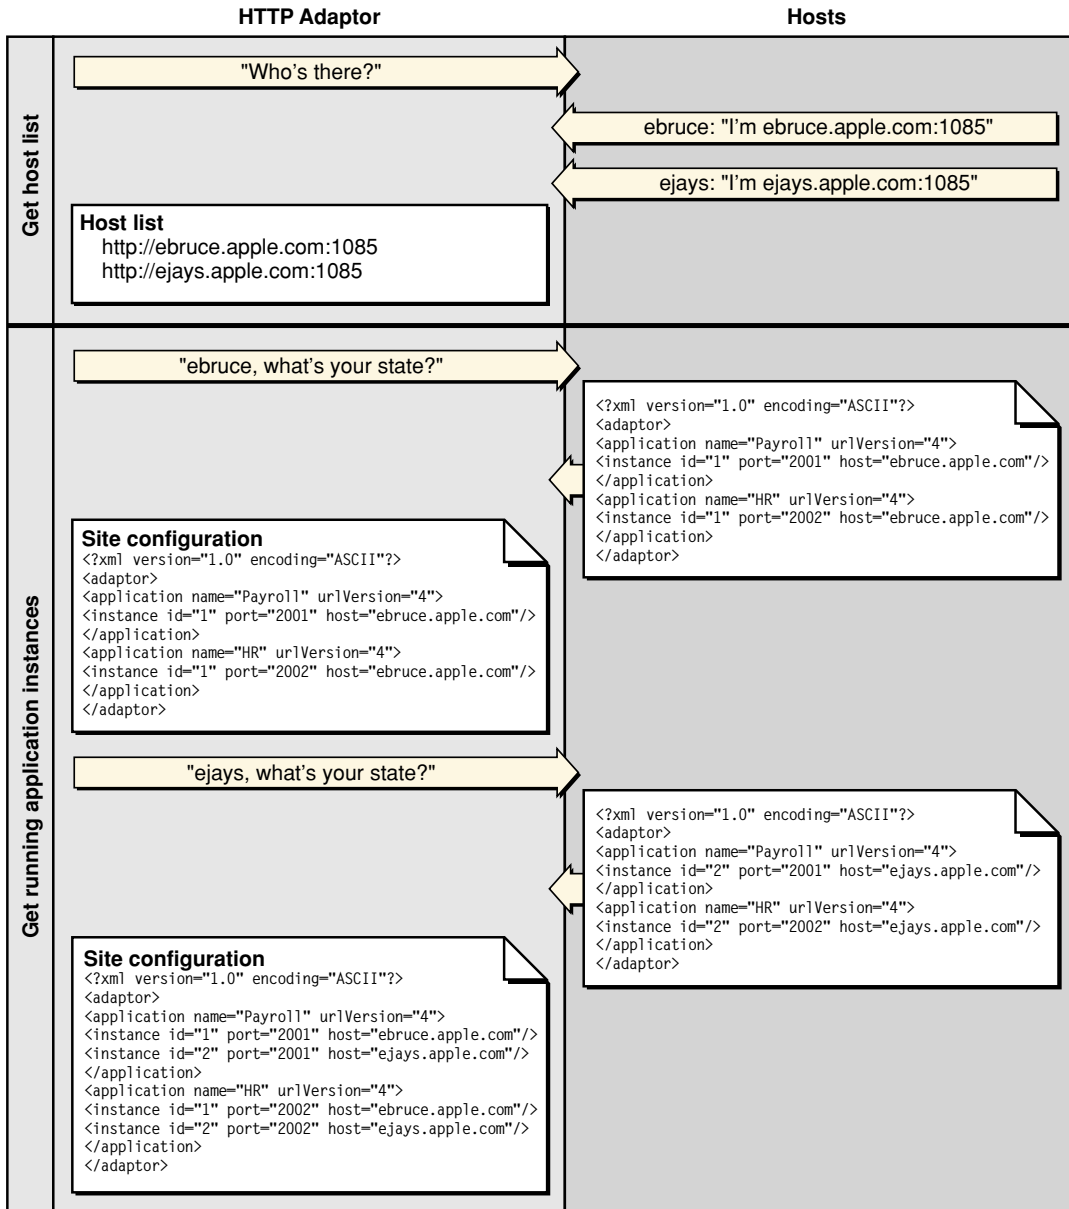 HTTP Adaptor
Hosts
Get host list
"Who's there?"
ebruce: "I'm ebruce.apple.com:1085"
ejays: "I'm ejays.apple.com:1085"
Host list
http://ebruce.apple.com:1085
http://ejays.apple.com:1085
Get running application instances
"ebruce, what's your state?"
<?xml version="1.0" encoding="ASCII"?>
<adaptor>
<application name="Payroll" urlVersion="4">
<instance id="1" port="2001" host="ebruce.apple.com"/>
</application>
<application name="HR" urlVersion="4">
<instance id="1" port="2002" host="ebruce.apple.com"/>
</application>
</adaptor>
Site configuration
<?xml version="1.0" encoding="ASCII"?>
<adaptor>
<application name="Payroll" urlVersion="4">
<instance id="1" port="2001" host="ebruce.apple.com"/>
</application>
<application name="HR" urlVersion="4">
<instance id="1" port="2002" host="ebruce.apple.com"/>
</application>
</adaptor>
"ejays, what's your state?"
<?xml version="1.0" encoding="ASCII"?>
<adaptor>
<application name="Payroll" urlVersion="4">
<instance id="2" port="2001" host="ejays.apple.com"/>
</application>
<application name="HR" urlVersion="4">
<instance id="2" port="2002" host="ejays.apple.com"/>
</application>
</adaptor>
Site configuration
<?xml version="1.0" encoding="ASCII"?>
<adaptor>
<application name="Payroll" urlVersion="4">
<instance id="1" port="2001" host="ebruce.apple.com"/>
<instance id="2" port="2001" host="ejays.apple.com"/>
</application>
<application name="HR" urlVersion="4">
<instance id="1" port="2002" host="ebruce.apple.com"/>
<instance id="2" port="2002" host="ejays.apple.com"/>
</application>
</adaptor>